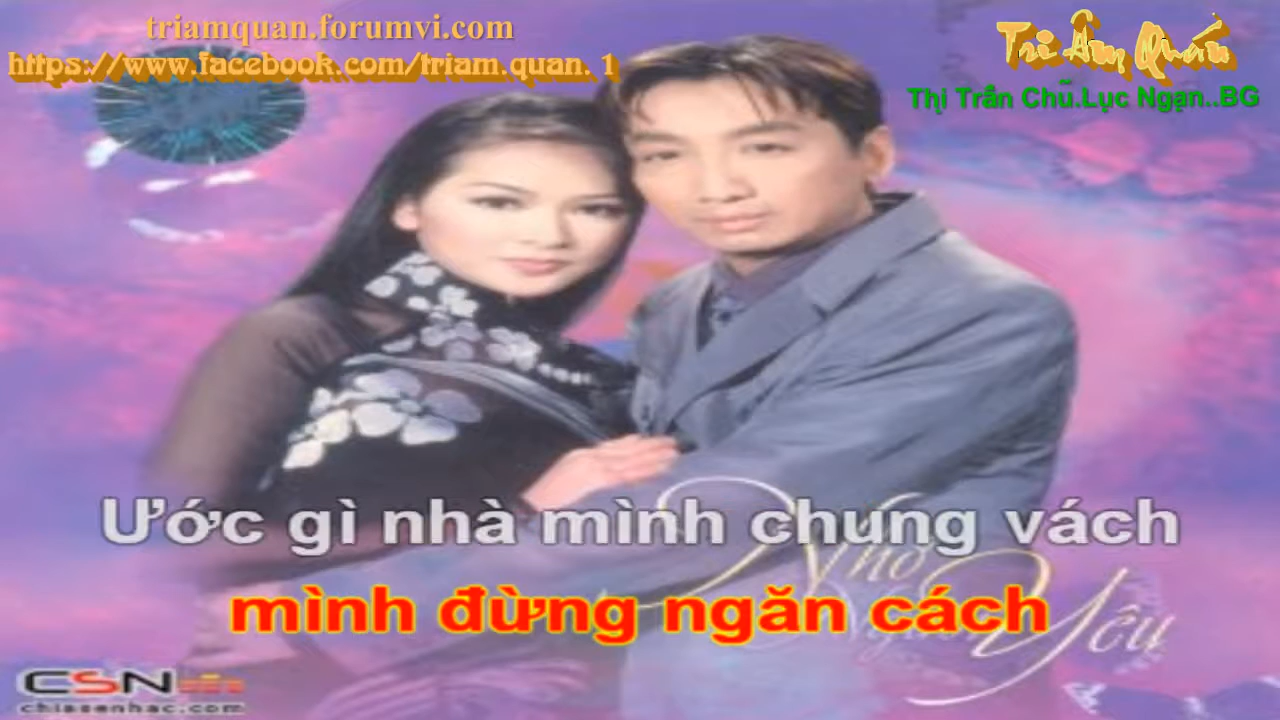 triamquan.forumvi.com
https://www.facebook.com/triam.quan. 1
Tri Âm Quán
Thị Trấn Chũ.Lục Ngạn..BG
Ước gì nhà mình chung vách
mình đừng ngăn cách
Nhớ
Người Yêu
CSN
chiasenhac.com